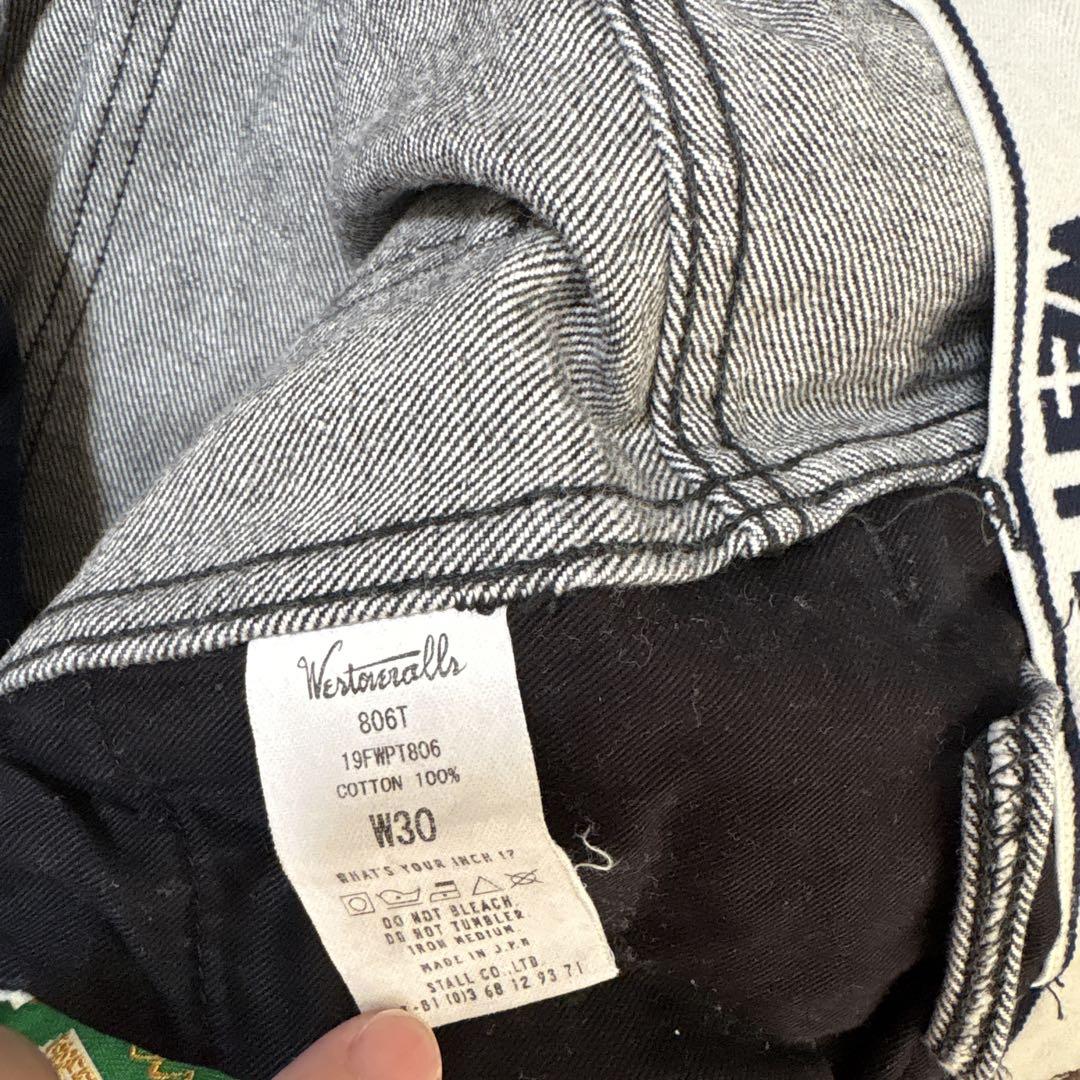 Westoveralls
806T
19FWPT806
COTTON 100%
W30
WHAT'S YOUR INCH !?
DO NOT BLEACH.
DO NOT TUMBLER.
IRON MEDIUM.
MADE IN J.P.N
STALL CO.,LTD.
-81 (0)3 68 12 93 71